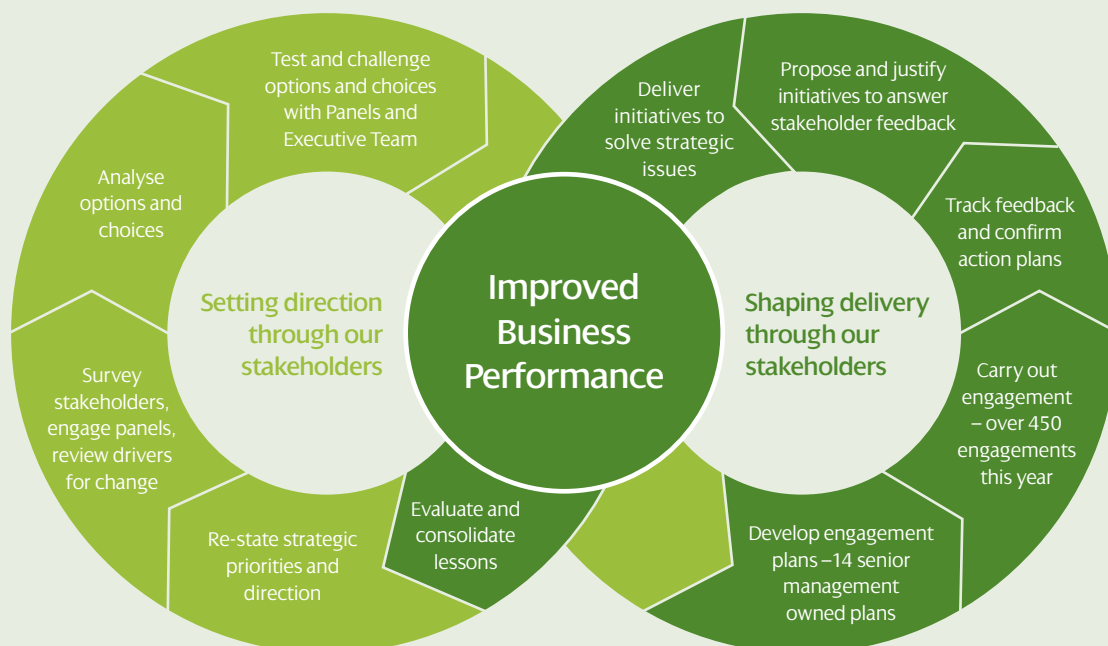 Test and challenge
options and choices
with Panels and
Executive Team
Analyse
options and
choices
Survey
stakeholders,
engage panels,
review drivers
for change
Re-state strategic
priorities and
direction
Evaluate and
consolidate
lessons
Setting direction
through our
stakeholders
Improved
Business
Performance
Shaping delivery
through our
stakeholders
Deliver
initiatives to
solve strategic
issues
Propose and justify
initiatives to answer
stakeholder feedback
Track feedback
and confirm
action plans
Carry out
engagement
– over 450
engagements
this year
Develop engagement
plans –14 senior
management
owned plans